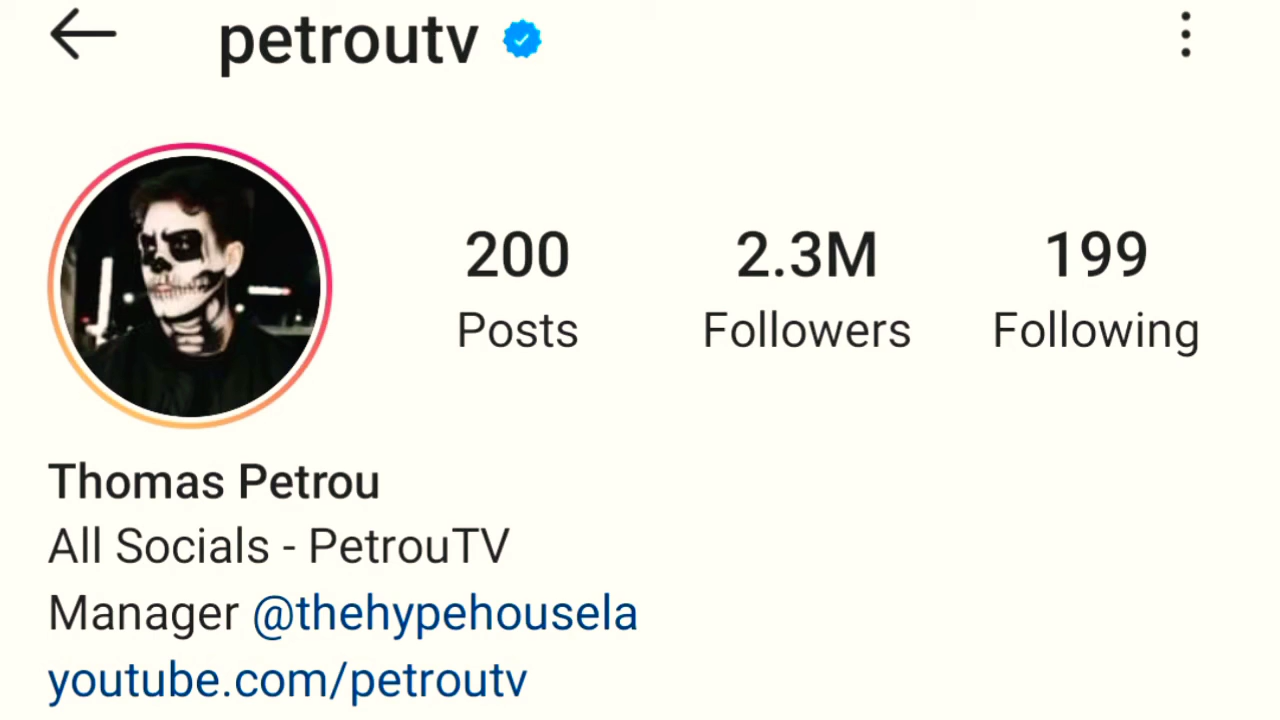 petroutv
200 2.3M 199
Posts Followers Following
Thomas Petrou
All Socials - PetrouTV
Manager @thehypehousela
youtube.com/petroutv